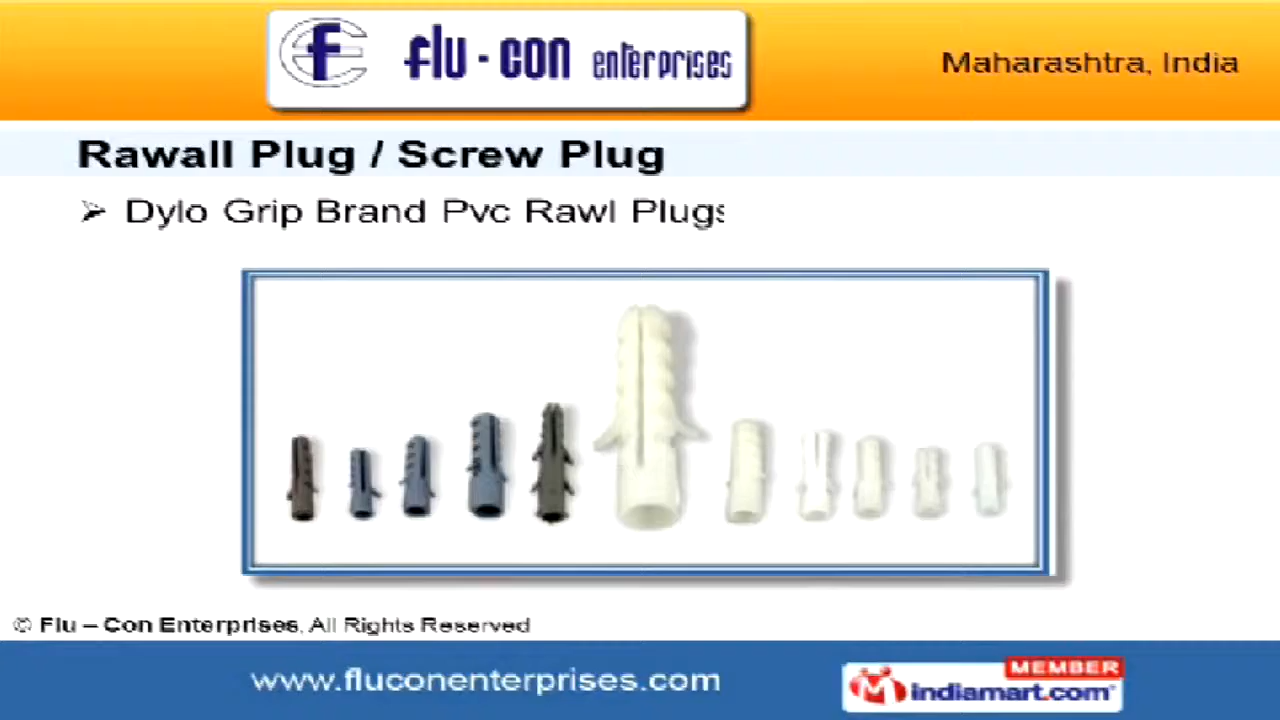 flu - con enterprises
Maharashtra, India
Rawall Plug / Screw Plug
➢ Dylo Grip Brand Pvc Rawl Plugs
© Flu – Con Enterprises, All Rights Reserved
www.fluconenterprises.com
MEMBER
indiamart.com